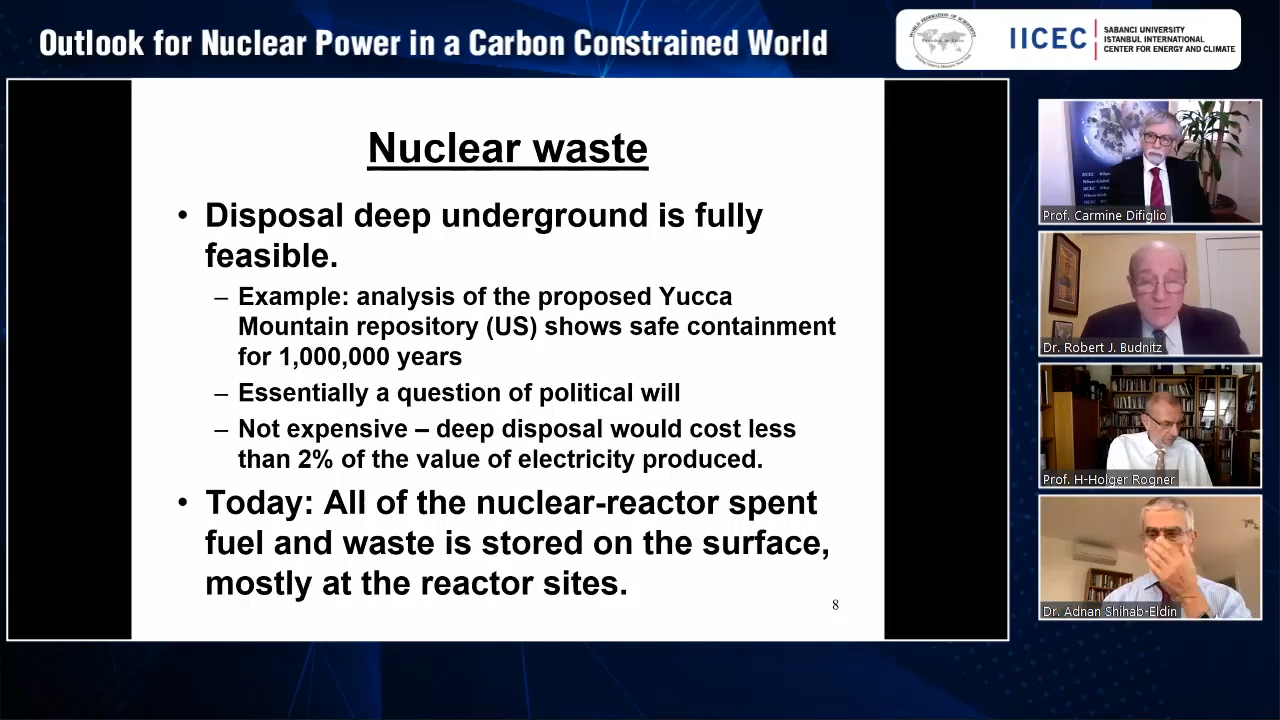 Outlook for Nuclear Power in a Carbon Constrained World
WORLD FEDERATION OF SCIENTISTS
IICEC
SABANCI UNIVERSITY
ISTANBUL INTERNATIONAL
CENTER FOR ENERGY AND CLIMATE
Nuclear waste
• Disposal deep underground is fully
feasible.
– Example: analysis of the proposed Yucca
Mountain repository (US) shows safe containment
for 1,000,000 years
– Essentially a question of political will
– Not expensive – deep disposal would cost less
than 2% of the value of electricity produced.
• Today: All of the nuclear-reactor spent
fuel and waste is stored on the surface,
mostly at the reactor sites.
8
Prof. Carmine Difiglio
Dr. Robert J. Budnitz
Prof. H-Holger Rogner
Dr. Adnan Shihab-Eldin